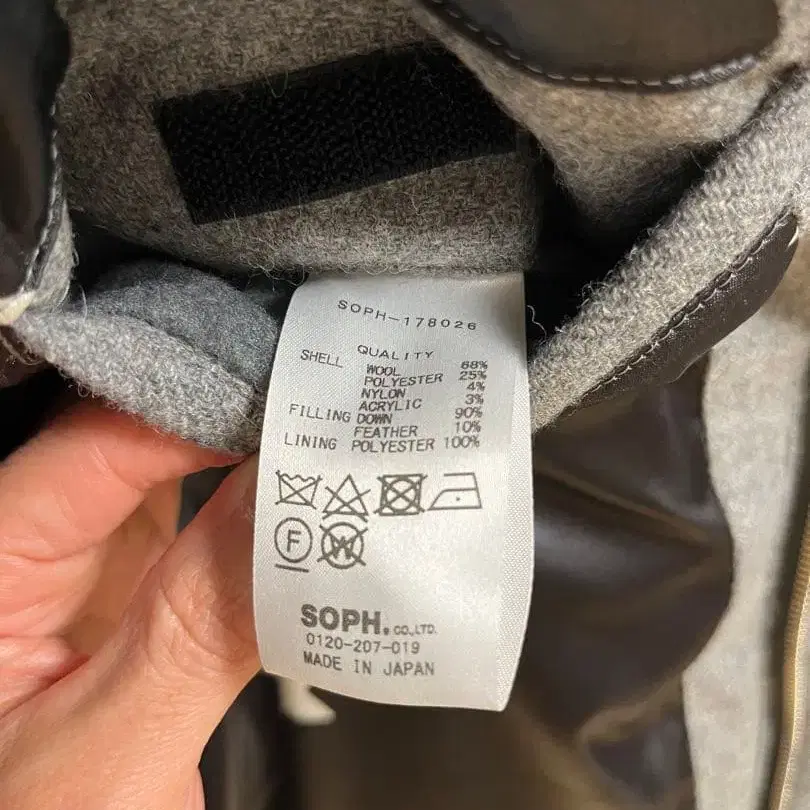 SOPH-178026
QUALITY
SHELL WOOL 68%
POLYESTER 25%
NYLON 4%
ACRYLIC 3%
FILLING DOWN 90%
FEATHER 10%
LINING POLYESTER 100%
F W
SOPH. CO.,LTD.
0120-207-019
MADE IN JAPAN